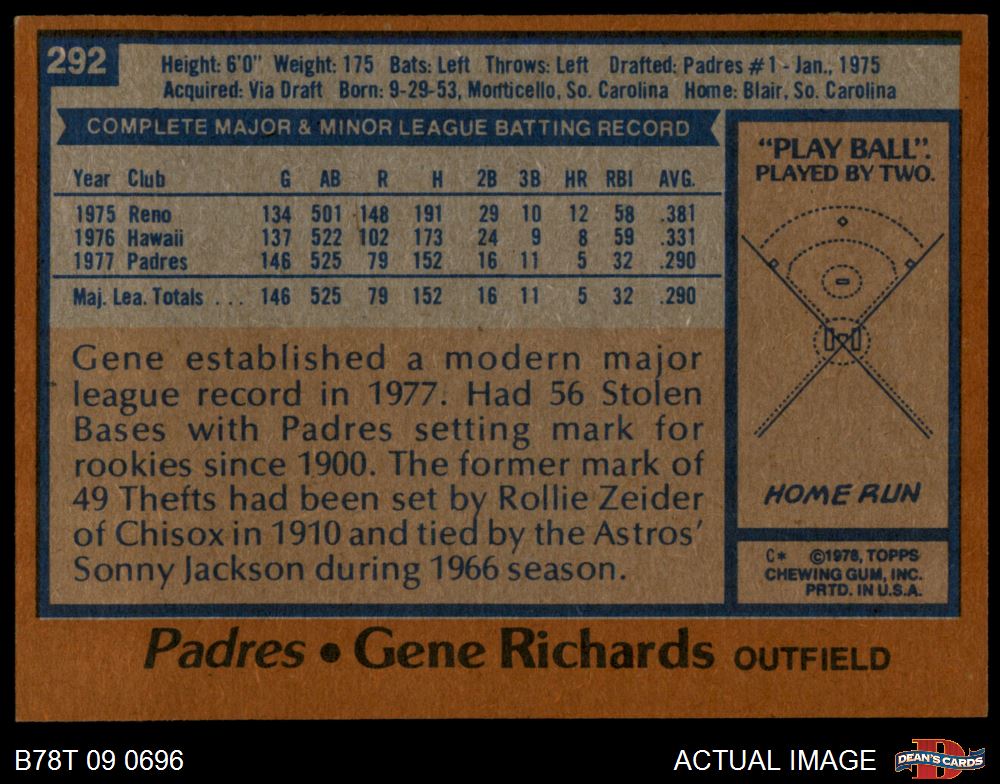 292
Height: 6'0" Weight: 175 Bats: Left Throws: Left Drafted: Padres #1 - Jan., 1975
Acquired: Via Draft Born: 9-29-53, Monticello, So. Carolina Home: Blair, So. Carolina
COMPLETE MAJOR & MINOR LEAGUE BATTING RECORD
Year Club G AB R H 2B 3B HR RBI AVG.
1975 Reno 134 501 148 191 29 10 12 58 .381
1976 Hawaii 137 522 102 173 24 9 8 59 .331
1977 Padres 146 525 79 152 16 11 5 32 .290
Maj. Lea. Totals ... 146 525 79 152 16 11 5 32 .290
Gene established a modern major
league record in 1977. Had 56 Stolen
Bases with Padres setting mark for
rookies since 1900. The former mark of
49 Thefts had been set by Rollie Zeider
of Chisox in 1910 and tied by the Astros'
Sonny Jackson during 1966 season.
"PLAY BALL".
PLAYED BY TWO.
HOME RUN
C* ©1978, TOPPS
CHEWING GUM, INC.
PRTD. IN U.S.A.
Padres • Gene Richards OUTFIELD
B78T 09 0696
ACTUAL IMAGE
DEAN'S CARDS